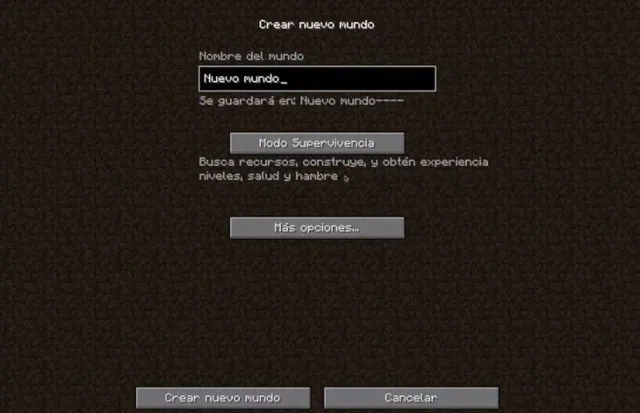 Crear nuevo mundo
Nombre del mundo
Nuevo mundo_
Se guardará en: Nuevo mundo----
Modo Supervivencia
Busca recursos, construye, y obtén experiencia
niveles, salud y hambre
Más opciones...
Crear nuevo mundo
Cancelar